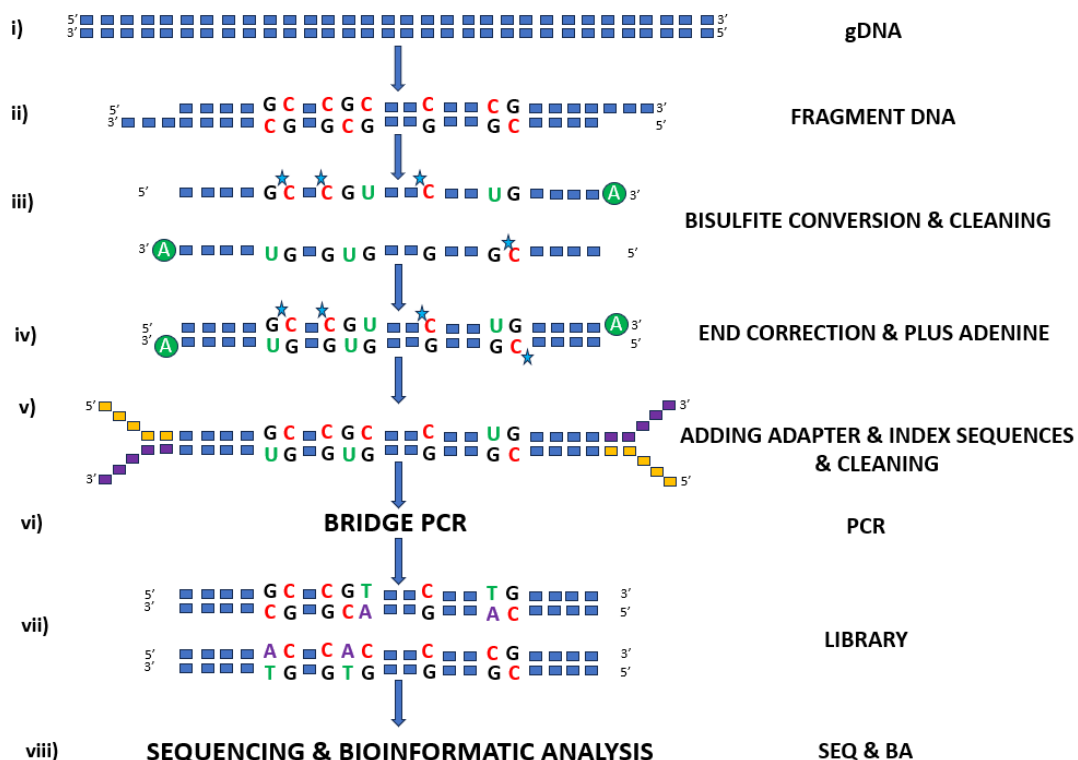 i) 5' 3' gDNA
3' 5'
ii) 5' G C C G C C C G 3' FRAGMENT DNA
3' C G G C G G G C 5'
iii) 5' G C C G U C U G A 3' BISULFITE CONVERSION & CLEANING
3' A U G G U G G G C 5'
iv) 5' G C C G U C U G A 3' END CORRECTION & PLUS ADENINE
3' A U G G U G G G C 5'
v) 5' 3'
G C C G C C U G ADDING ADAPTER & INDEX SEQUENCES
U G G U G G G C & CLEANING
3' 5'
vi) BRIDGE PCR PCR
vii) 5' G C C G T C T G 3' LIBRARY
3' C G G C A G A C 5'
5' A C C A C C C G 3'
3' T G G T G G G C 5'
viii) SEQUENCING & BIOINFORMATIC ANALYSIS SEQ & BA